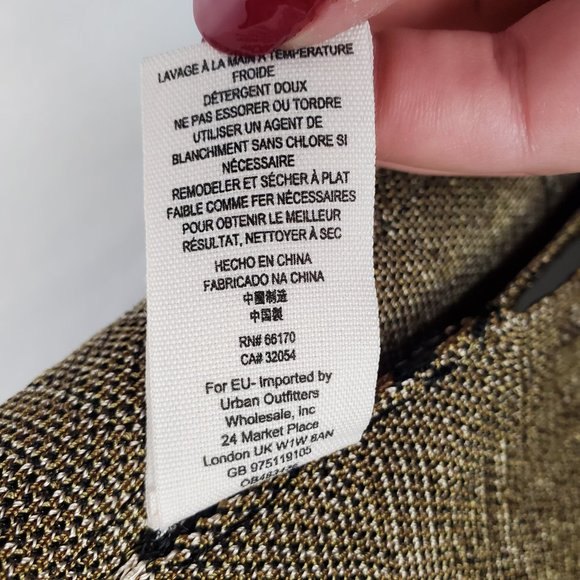 LAVAGE À LA MAIN À TEMPÉRATURE
FROIDE
DÉTERGENT DOUX
NE PAS ESSORER OU TORDRE
UTILISER UN AGENT DE
BLANCHIMENT SANS CHLORE SI
NÉCESSAIRE
REMODELER ET SÉCHER À PLAT
FAIBLE COMME FER NÉCESSAIRES
POUR OBTENIR LE MEILLEUR
RÉSULTAT, NETTOYER À SEC
HECHO EN CHINA
FABRICADO NA CHINA
中國制造
中国製
RN# 66170
CA# 32054
For EU- Imported by
Urban Outfitters
Wholesale, Inc
24 Market Place
London UK W1W 8AN
GB 975119105